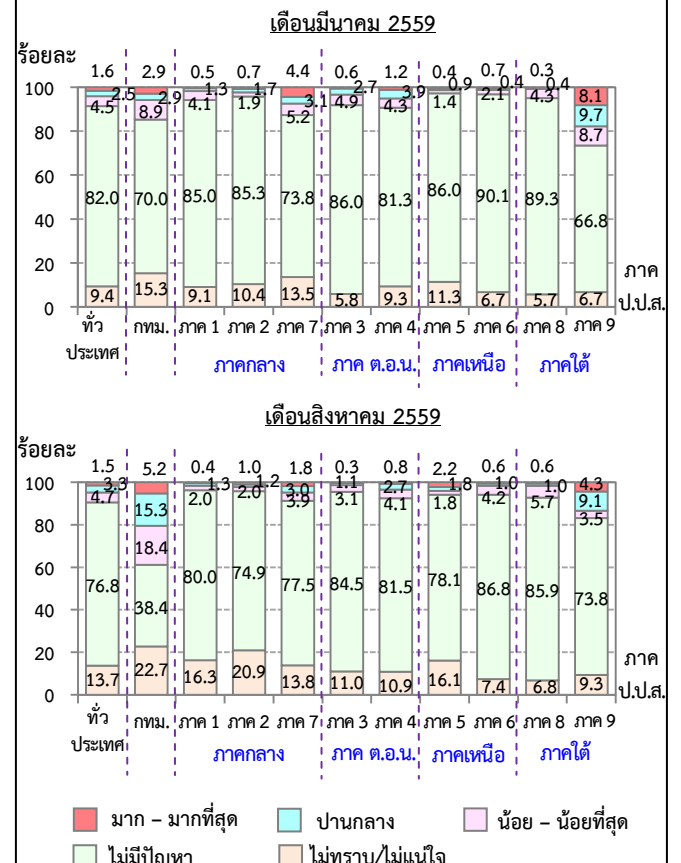 เดือนมีนาคม 2559
ร้อยละ
1.6 2.9 0.5 0.7 4.4 0.6 1.2 0.4 0.7 0.3
100 2.5 2.9 1.3 1.7 3.1 2.7 3.9 0.9 0.4 0.4 8.1
4.5 8.9 4.1 1.9 5.2 4.9 4.3 1.4 2.1 4.3 9.7
80 8.7
60
82.0 70.0 85.0 85.3 73.8 86.0 81.3 86.0 90.1 89.3 66.8
40
20
9.4 15.3 9.1 10.4 13.5 5.8 9.3 11.3 6.7 5.7 6.7
0
ภาค
ป.ป.ส.
ทั่ว กทม. ภาค 1 ภาค 2 ภาค 7 ภาค 3 ภาค 4 ภาค 5 ภาค 6 ภาค 8 ภาค 9
ประเทศ
ภาคกลาง ภาค ต.อ.น. ภาคเหนือ ภาคใต้
เดือนสิงหาคม 2559
ร้อยละ
1.5 5.2 0.4 1.0 1.8 0.3 0.8 2.2 0.6 0.6
100 3.3 1.3 1.2 3.0 1.1 2.7 1.8 1.0 1.0 4.3
4.7 15.3 2.0 2.0 3.9 3.1 4.1 1.8 4.2 5.7 9.1
80 18.4 3.5
60
76.8 38.4 80.0 74.9 77.5 84.5 81.5 78.1 86.8 85.9 73.8
40
20
13.7 22.7 16.3 20.9 13.8 11.0 10.9 16.1 7.4 6.8 9.3
0
ภาค
ป.ป.ส.
ทั่ว กทม. ภาค 1 ภาค 2 ภาค 7 ภาค 3 ภาค 4 ภาค 5 ภาค 6 ภาค 8 ภาค 9
ประเทศ
ภาคกลาง ภาค ต.อ.น. ภาคเหนือ ภาคใต้
มาก – มากที่สุด ปานกลาง น้อย – น้อยที่สุด
ไม่มีปัญหา ไม่ทราบ/ไม่แน่ใจ